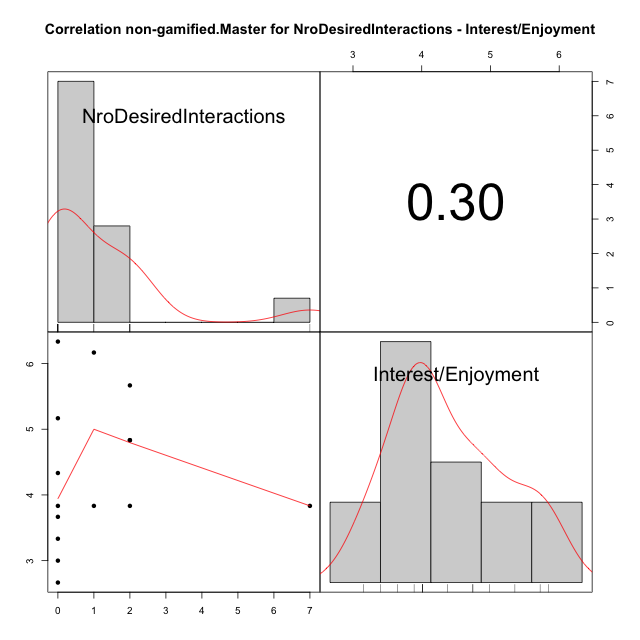 Correlation non-gamified.Master for NroDesiredInteractions - Interest/Enjoyment
3 4 5 6
NroDesiredInteractions
0.30
7
6
5
4
3
2
1
0
Interest/Enjoyment
6
5
4
3
0 1 2 3 4 5 6 7